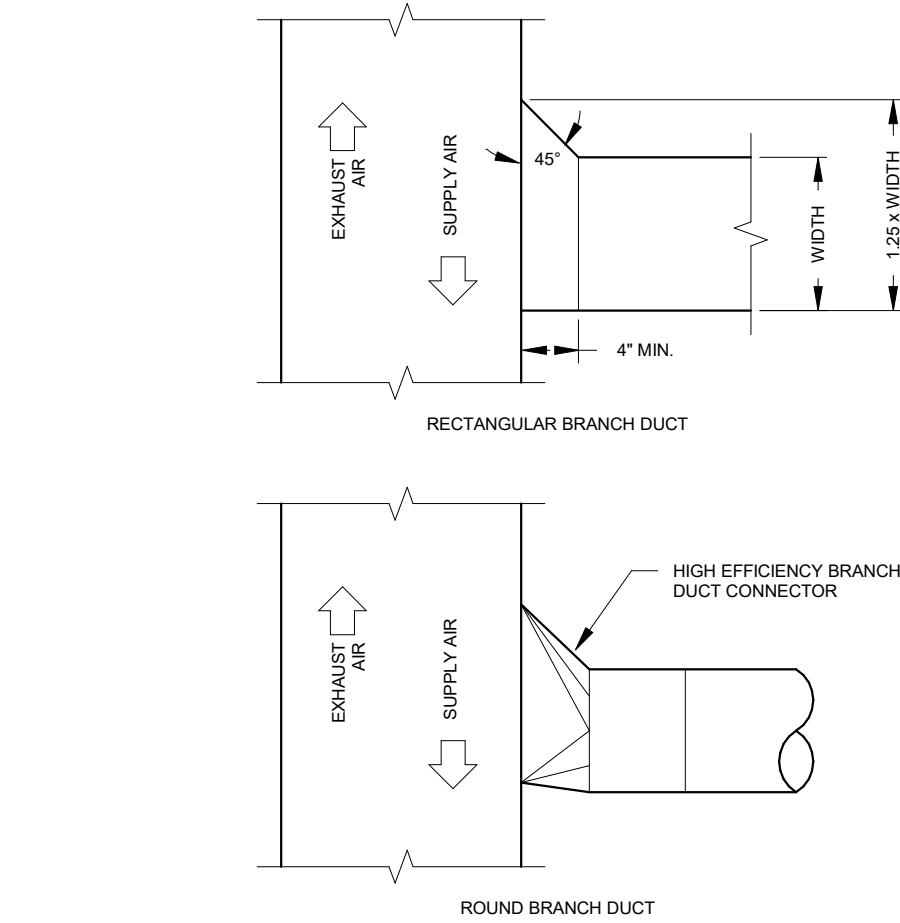 EXHAUST
AIR
SUPPLY AIR
45°
WIDTH
1.25 x WIDTH
4" MIN.
RECTANGULAR BRANCH DUCT
EXHAUST
AIR
SUPPLY AIR
HIGH EFFICIENCY BRANCH
DUCT CONNECTOR
ROUND BRANCH DUCT